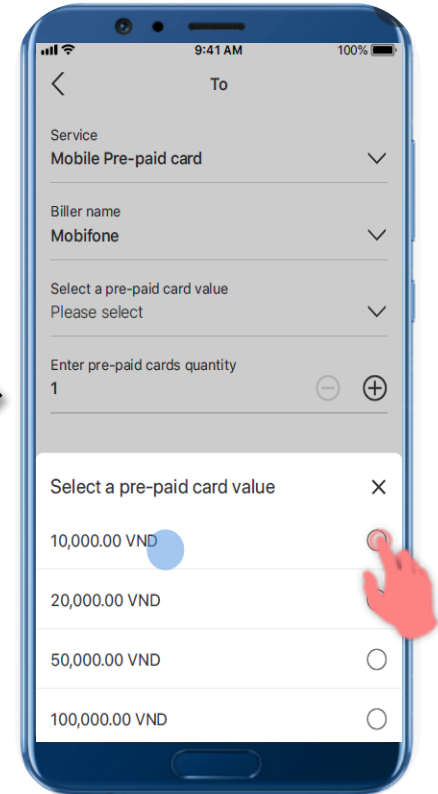 9:41 AM
100%
To
Service
Mobile Pre-paid card
Biller name
Mobifone
Select a pre-paid card value
Please select
Enter pre-paid cards quantity
1
Select a pre-paid card value
10,000.00 VND
20,000.00 VND
50,000.00 VND
100,000.00 VND